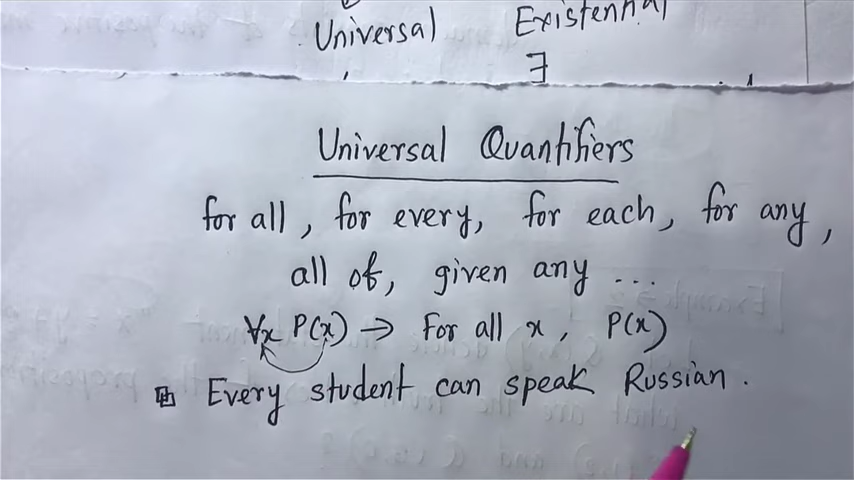 Universal Existential
∃
Universal Quantifiers
for all, for every, for each, for any,
all of, given any ...
∀x P(x) → For all x, P(x)
Every student can speak Russian.